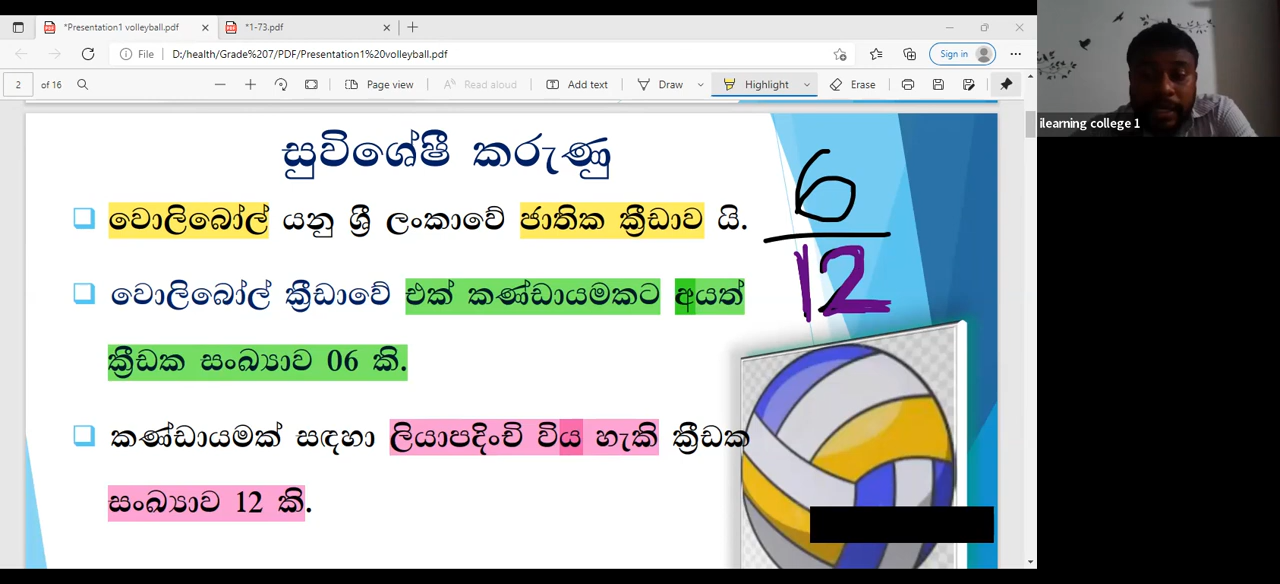 *Presentation1 volleyball.pdf
*1-73.pdf
File D:/health/Grade%207/PDF/Presentation1%20volleyball.pdf Sign in
2 of 16 Page view Read aloud Add text Draw Highlight Erase
ilearning college 1
සුවිශේෂී කරුණු
වොලිබෝල් යනු ශ්‍රී ලංකාවේ ජාතික ක්‍රීඩාව යි.
වොලිබෝල් ක්‍රීඩාවේ එක් කණ්ඩායමකට අයත්
ක්‍රීඩක සංඛ්‍යාව 06 කි.
කණ්ඩායමක් සඳහා ලියාපදිංචි විය හැකි ක්‍රීඩක
සංඛ්‍යාව 12 කි.
6
12